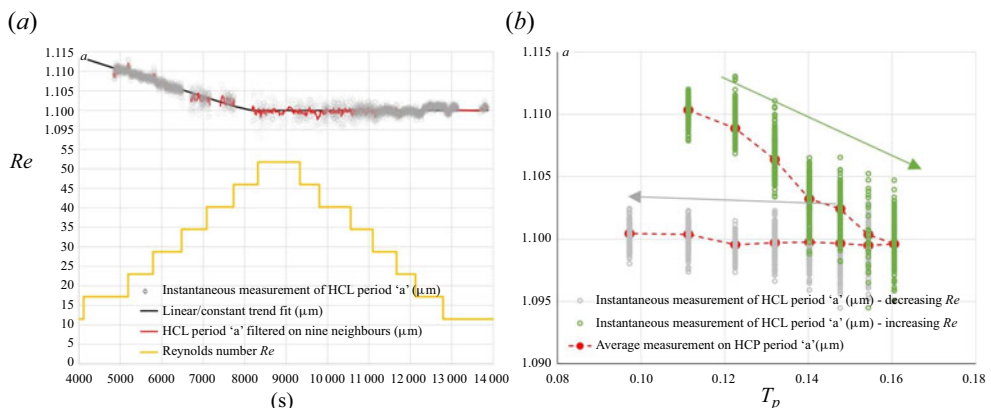 (a)
1.115
a
1.110
1.105
1.100
1.095
Re
55
50
45
40
35
30
25
20
15
10
5
0
Instantaneous measurement of HCL period ‘a’ (μm)
Linear/constant trend fit (μm)
HCL period ‘a’ filtered on nine neighbours (μm)
Reynolds number Re
4000 5000 6000 7000 8000 9000 10 000 11 000 12 000 13 000 14 000
(s)
(b)
1.115
a
1.110
1.105
1.100
1.095
1.090
Instantaneous measurement of HCL period ‘a’ (μm) - decreasing Re
Instantaneous measurement of HCL period ‘a’ (μm) - increasing Re
Average measurement on HCP period ‘a’(μm)
0.08 0.10 0.12 0.14 0.16 0.18
Tp